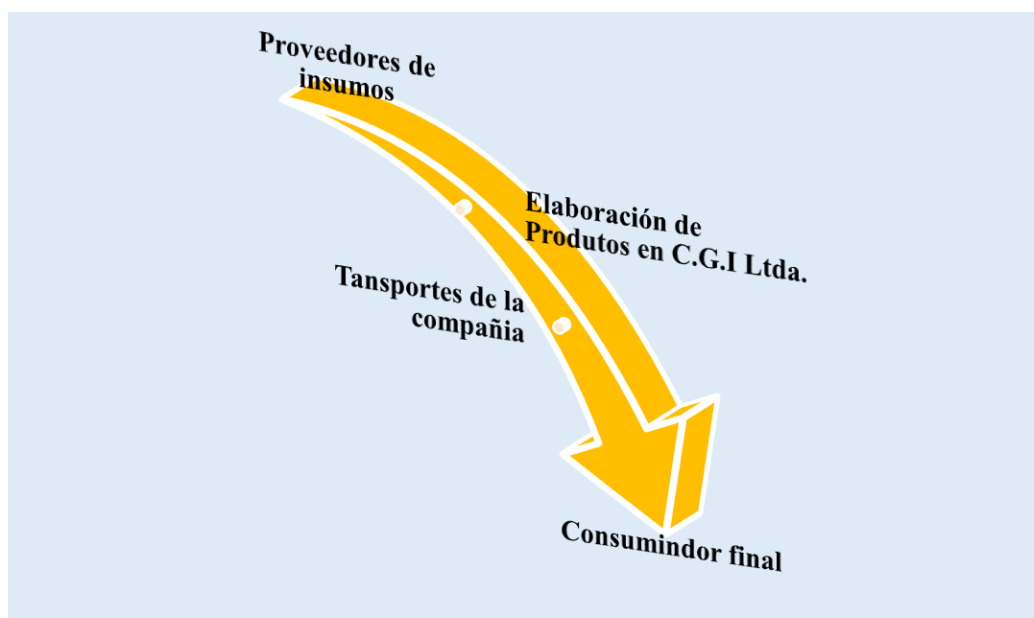 Proveedores de
insumos
Elaboración de
Produtos en C.G.I Ltda.
Tansportes de la
compañia
Consumindor final